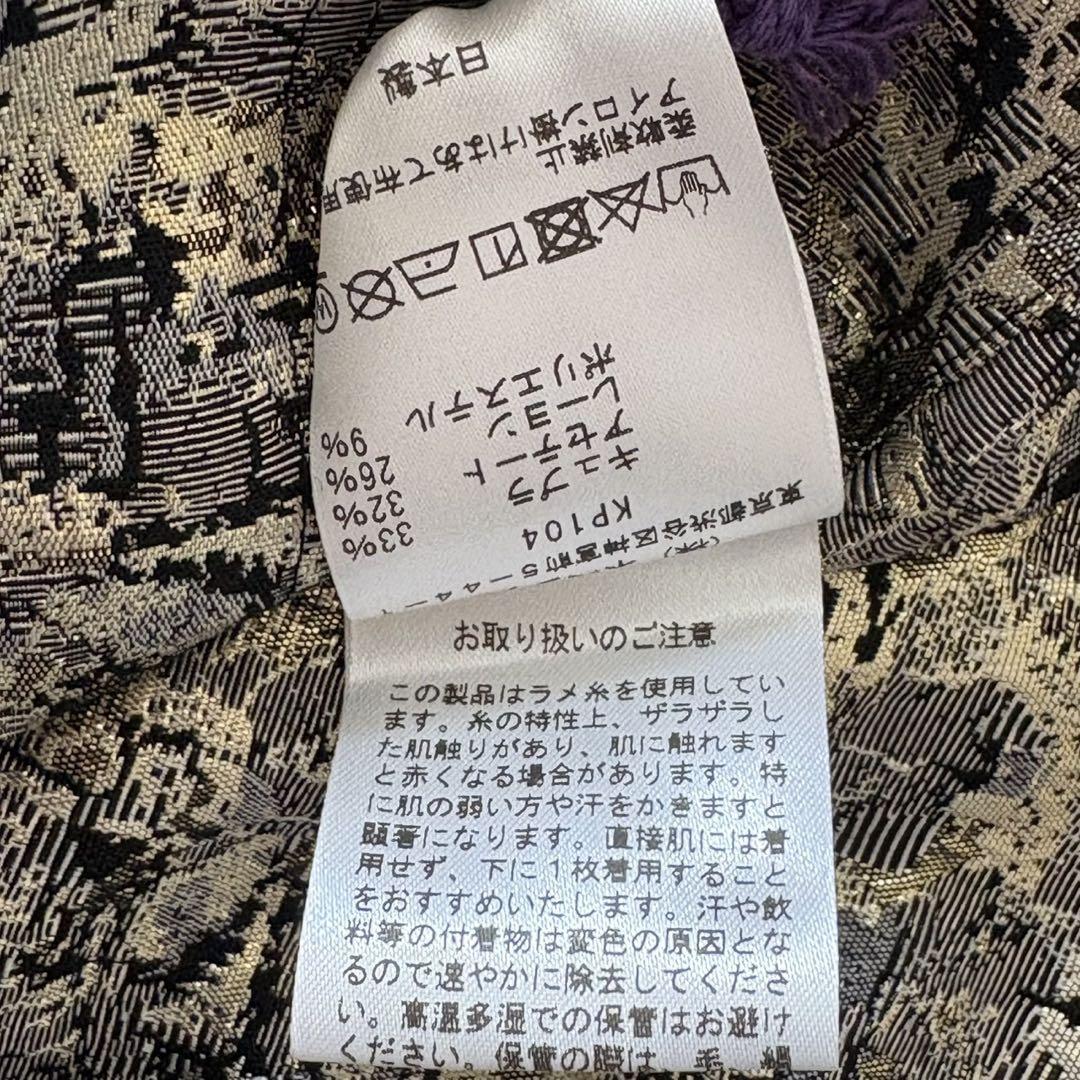 日本製
アイロン掛けはあて布使用
柔軟剤禁止
ポリエステル 9%
レーヨン 26%
アセテート 32%
キュプラ 33%
KP104
東京都渋谷区神宮前5-44-
お取り扱いのご注意
この製品はラメ糸を使用してい
ます。糸の特性上、ザラザラし
た肌触りがあり、肌に触れます
と赤くなる場合があります。特
に肌の弱い方や汗をかきますと
顕著になります。直接肌には着
用せず、下に1枚着用すること
をおすすめいたします。汗や飲
料等の付着物は変色の原因とな
るので速やかに除去してくださ
い。高温多湿での保管はお避け
ください。保管の際は、毛、絹